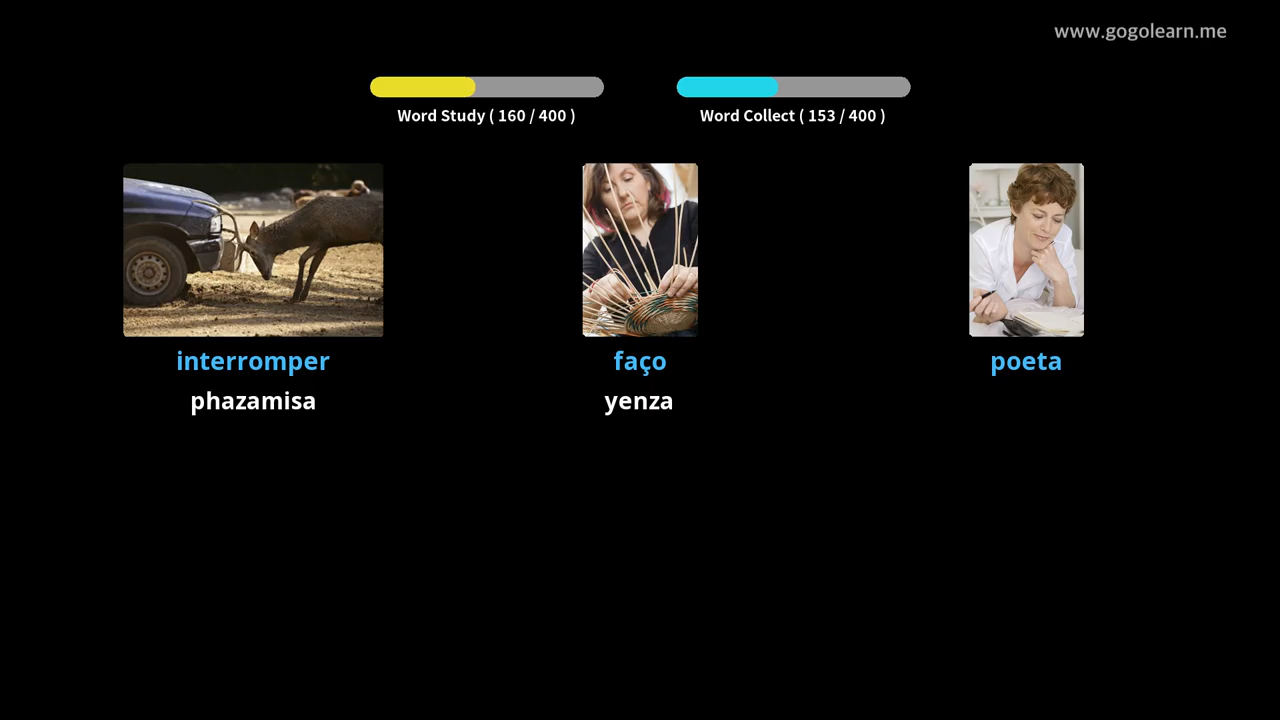 www.gogolearn.me
Word Study ( 160 / 400 )
Word Collect ( 153 / 400 )
interromper
phazamisa
faço
yenza
poeta